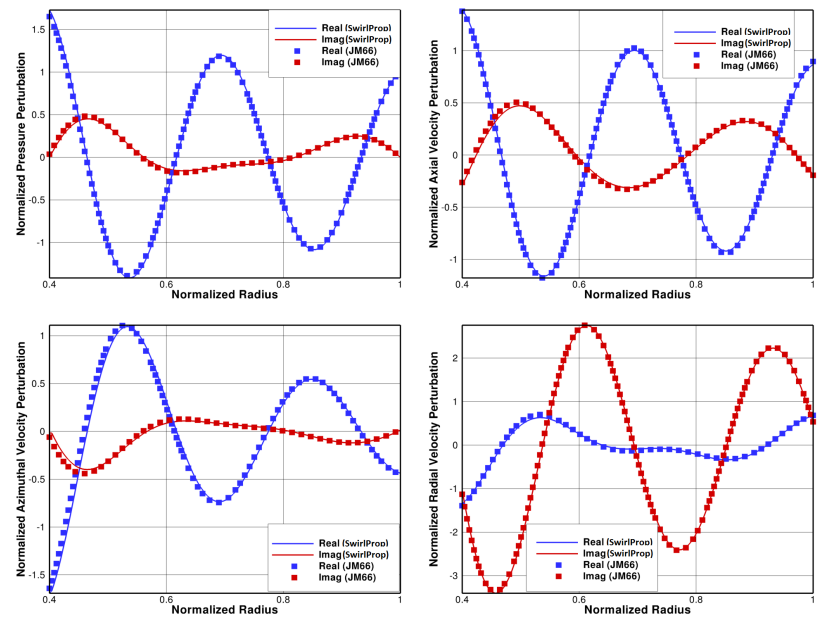 Normalized Pressure Perturbation
1.5
1
0.5
0
-0.5
-1
0.4
0.6
0.8
1
Normalized Radius
Real (SwirlProp)
Imag(SwirlProp)
Real (JM66)
Imag (JM66)
Normalized Axial Velocity Perturbation
1
0.5
0
-0.5
-1
0.4
0.6
0.8
1
Normalized Radius
Real (SwirlProp)
Imag(SwirlProp)
Real (JM66)
Imag (JM66)
Normalized Azimuthal Velocity Perturbation
1
0.5
0
-0.5
-1
-1.5
0.4
0.6
0.8
1
Normalized Radius
Real (SwirlProp)
Imag(SwirlProp)
Real (JM66)
Imag (JM66)
Normalized Radial Velocity Perturbation
2
1
0
-1
-2
-3
0.4
0.6
0.8
1
Normalized Radius
Real (SwirlProp)
Imag(SwirlProp)
Real (JM66)
Imag (JM66)